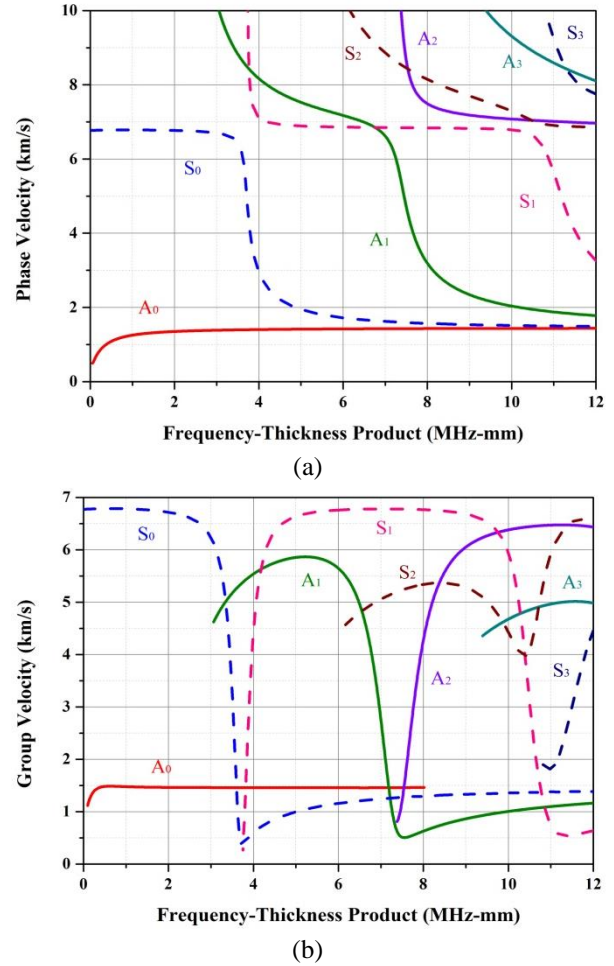 10
8
6
4
2
0
Phase Velocity (km/s)
S0
A0
A1
S1
S2
A2
A3
S3
0 2 4 6 8 10 12
Frequency-Thickness Product (MHz-mm)
(a)
7
6
5
4
3
2
1
0
Group Velocity (km/s)
S0
A1
S1
S2
A3
A2
S3
A0
0 2 4 6 8 10 12
Frequency-Thickness Product (MHz-mm)
(b)